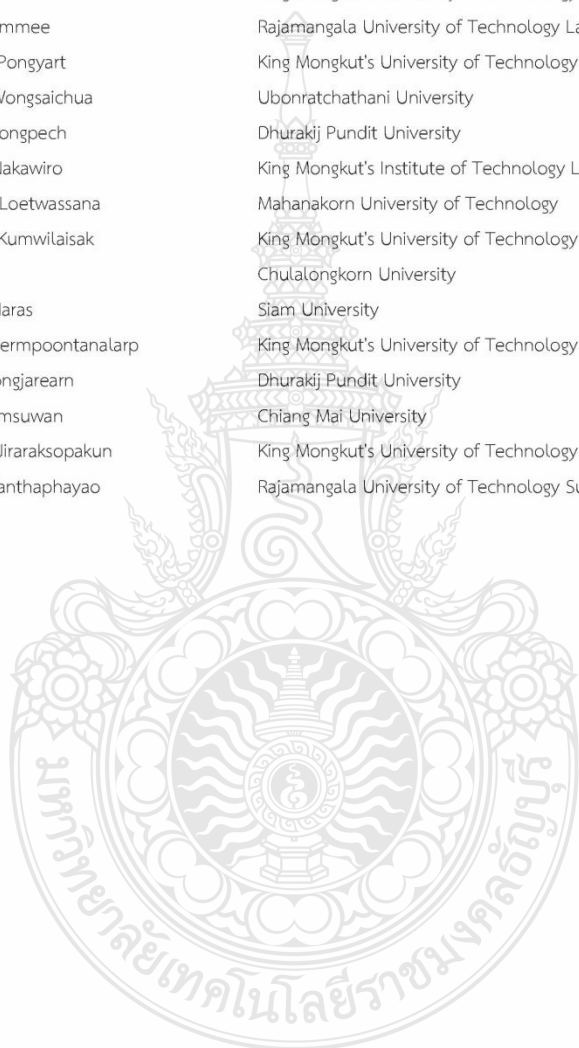 mmee Rajamangala University of Technology La
Pongyart King Mongkut's University of Technology
Wongsaichua Ubonratchathani University
ongpech Dhurakij Pundit University
Nakawiro King Mongkut's Institute of Technology L
Loetwassana Mahanakorn University of Technology
Kumwilaisak King Mongkut's University of Technology
Chulalongkorn University
Naras Siam University
ermpoontanalarp King Mongkut's University of Technology
ongjarearn Dhurakij Pundit University
msuwan Chiang Mai University
Jiraraksopakun King Mongkut's University of Technology
anthaphayao Rajamangala University of Technology Su
มหาวิทยาลัยเทคโนโลยีราชมงคลธัญบุรี